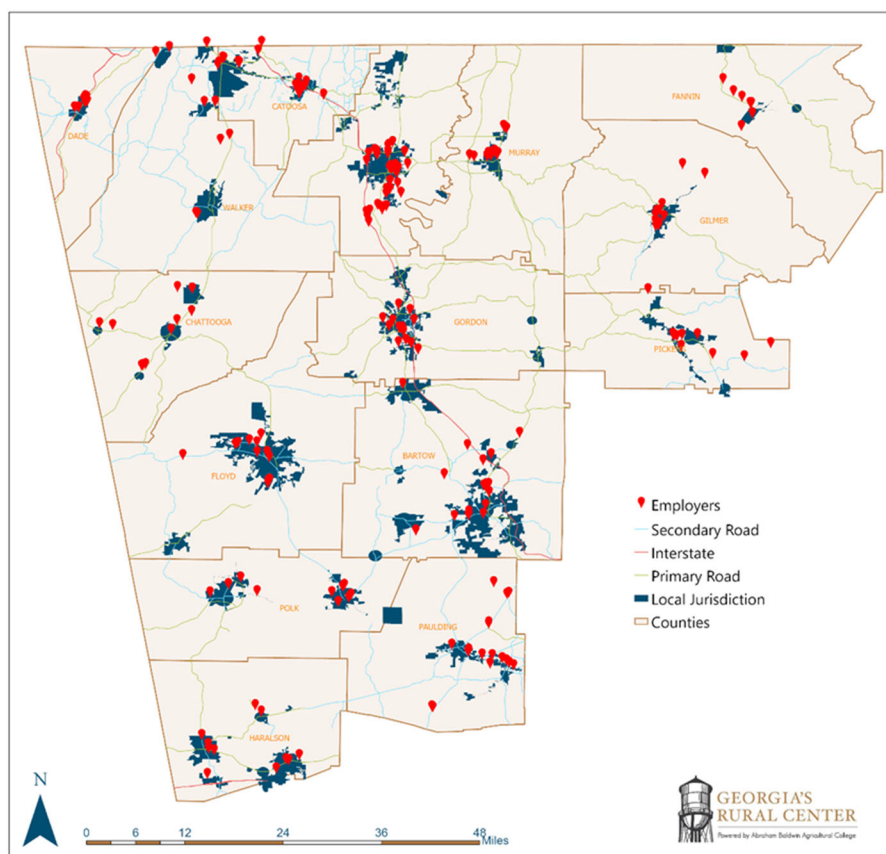 DADE
CATOOSA
FANNIN
MURRAY
WALKER
GILMER
CHATTOOGA
GORDON
PICKE
FLOYD
BARTOW
Employers
Secondary Road
Interstate
Primary Road
Local Jurisdiction
Counties
POLK
PAULDING
HARALSON
N
0 6 12 24 36 48
Miles
GEORGIA'S
RURAL CENTER
Powered by Abraham Baldwin Agricultural College